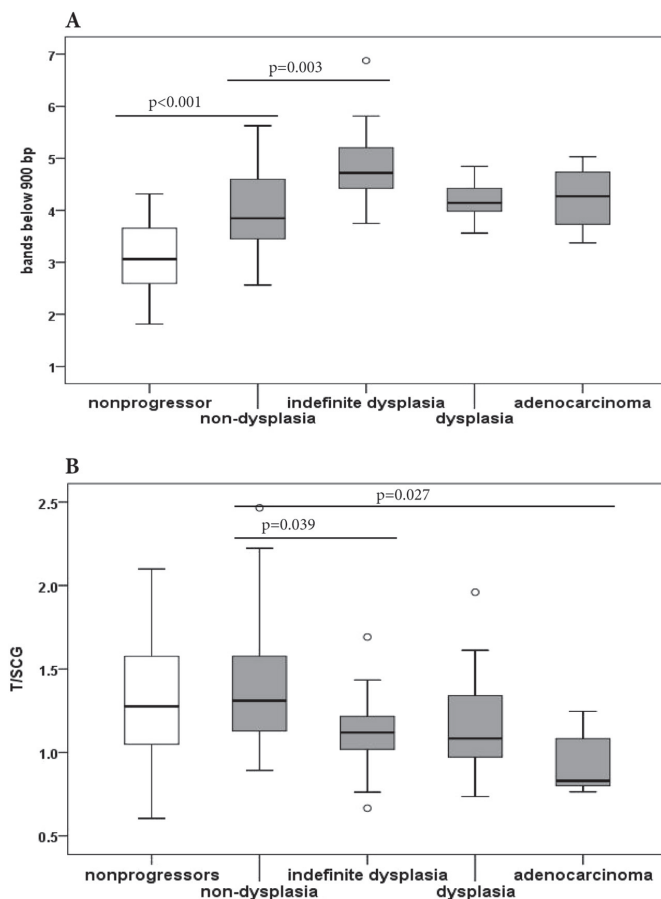 A
7
p=0.003
6
p<0.001
5
4
3
2
1
bands below 900 bp
nonprogressor indefinite dysplasia adenocarcinoma
non-dysplasia dysplasia
B
2.5
p=0.027
p=0.039
2.0
1.5
1.0
0.5
T/SCG
nonprogressors indefinite dysplasia adenocarcinoma
non-dysplasia dysplasia